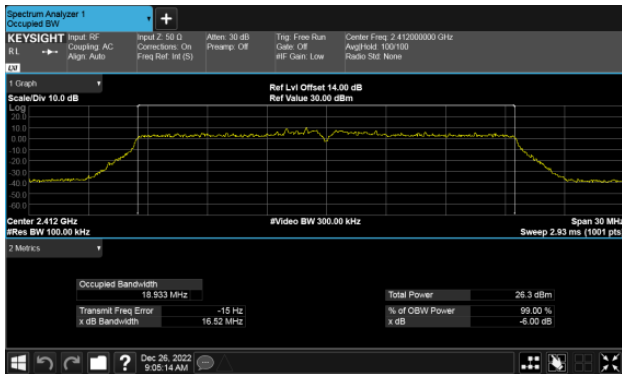 Spectrum Analyzer 1
Occupied BW
KEYSIGHT Input: RF Input Z: 50 Ω Atten: 30 dB Trig: Free Run Center Freq: 2.412000000 GHz
RL Coupling: AC Corrections: On Preamp: Off Gate: Off Avg|Hold: 100/100
Align: Auto Freq Ref: Int (S) #IF Gain: Low Radio Std: None
LXI
1 Graph
Ref Lvl Offset 14.00 dB
Scale/Div 10.0 dB Ref Value 30.00 dBm
Log
20.0
10.0
0.00
-10.0
-20.0
-30.0
-40.0
-50.0
-60.0
Center 2.412 GHz #Video BW 300.00 kHz Span 30 MHz
#Res BW 100.00 kHz Sweep 2.93 ms (1001 pts
2 Metrics
Occupied Bandwidth
18.933 MHz Total Power 26.3 dBm
Transmit Freq Error -15 Hz % of OBW Power 99.00 %
x dB Bandwidth 16.52 MHz x dB -6.00 dB
? Dec 26, 2022
9:05:14 AM